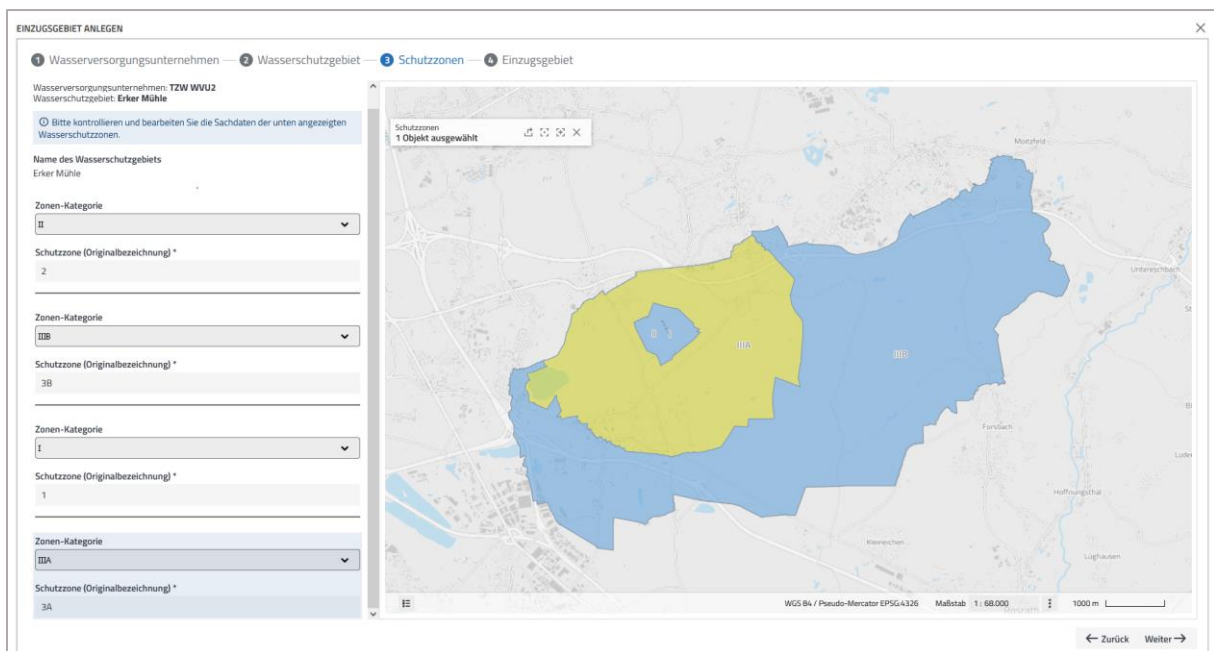 EINZUGSGEBIET ANLEGEN
1 Wasserversorgungsunternehmen 2 Wasserschutzgebiet 3 Schutzzonen 4 Einzugsgebiet
Wasserversorgungsunternehmen: TZW WVU2
Wasserschutzgebiet: Erker Mühle
Bitte kontrollieren und bearbeiten Sie die Sachdaten der unten angezeigten
Wasserschutzzonen.
Name des Wasserschutzgebiets
Erker Mühle
Zonen-Kategorie
II
Schutzzone (Originalbezeichnung) *
2
Zonen-Kategorie
IIIB
Schutzzone (Originalbezeichnung) *
3B
Zonen-Kategorie
I
Schutzzone (Originalbezeichnung) *
1
Zonen-Kategorie
IIIA
Schutzzone (Originalbezeichnung) *
3A
Schutzzonen
1 Objekt ausgewählt
Moitzfeld
Untereschbach
IIIA
IIIB
Forsbach
Hoffnungsthal
Kleineichen
Lüghausen
WGS 84 / Pseudo-Mercator EPSG:4326 Maßstab 1 : 68.000 1000 m
Zurück Weiter